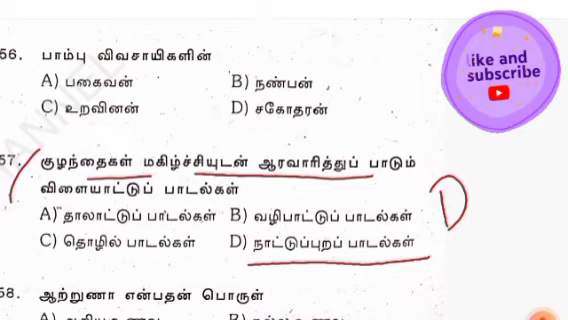 56. பாம்பு விவசாயிகளின்
A) பகைவன் B) நண்பன்
C) உறவினன் D) சகோதரன்
like and
subscribe
57. குழந்தைகள் மகிழ்ச்சியுடன் ஆரவாரித்துப் பாடும்
விளையாட்டுப் பாடல்கள்
A) தாலாட்டுப் பாடல்கள் B) வழிபாட்டுப் பாடல்கள்
C) தொழில் பாடல்கள் D) நாட்டுப்புறப் பாடல்கள்
D
58. ஆற்றுணா என்பதன் பொருள்
A) B)